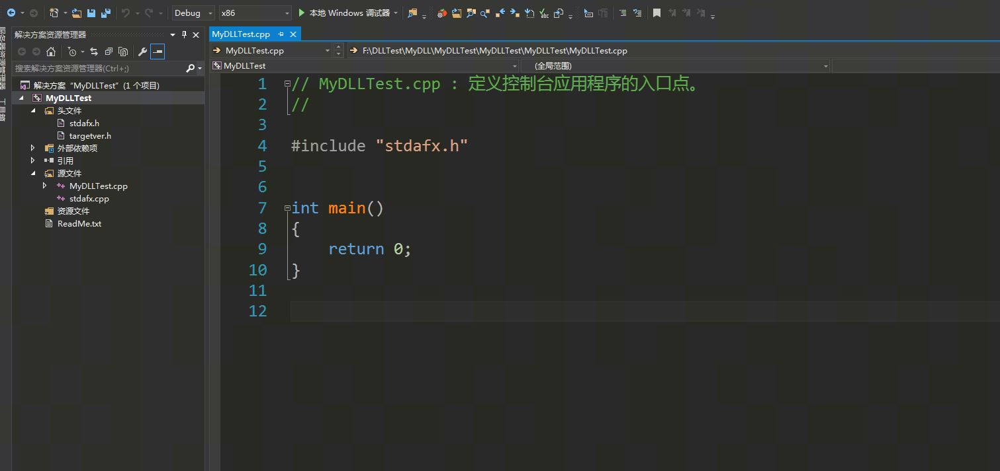 Debug
x86
本地 Windows 调试器
解决方案资源管理器
搜索解决方案资源管理器(Ctrl+;)
解决方案"MyDLLTest"(1 个项目)
MyDLLTest
头文件
stdafx.h
targetver.h
外部依赖项
引用
源文件
MyDLLTest.cpp
stdafx.cpp
资源文件
ReadMe.txt
MyDLLTest.cpp
MyDLLTest.cpp
F:\DLLTest\MyDLL\MyDLLTest\MyDLLTest\MyDLLTest\MyDLLTest.cpp
MyDLLTest
(全局范围)
1 // MyDLLTest.cpp : 定义控制台应用程序的入口点。
2 //
3
4 #include "stdafx.h"
5
6
7 int main()
8 {
9 return 0;
10 }
11
12
工具箱